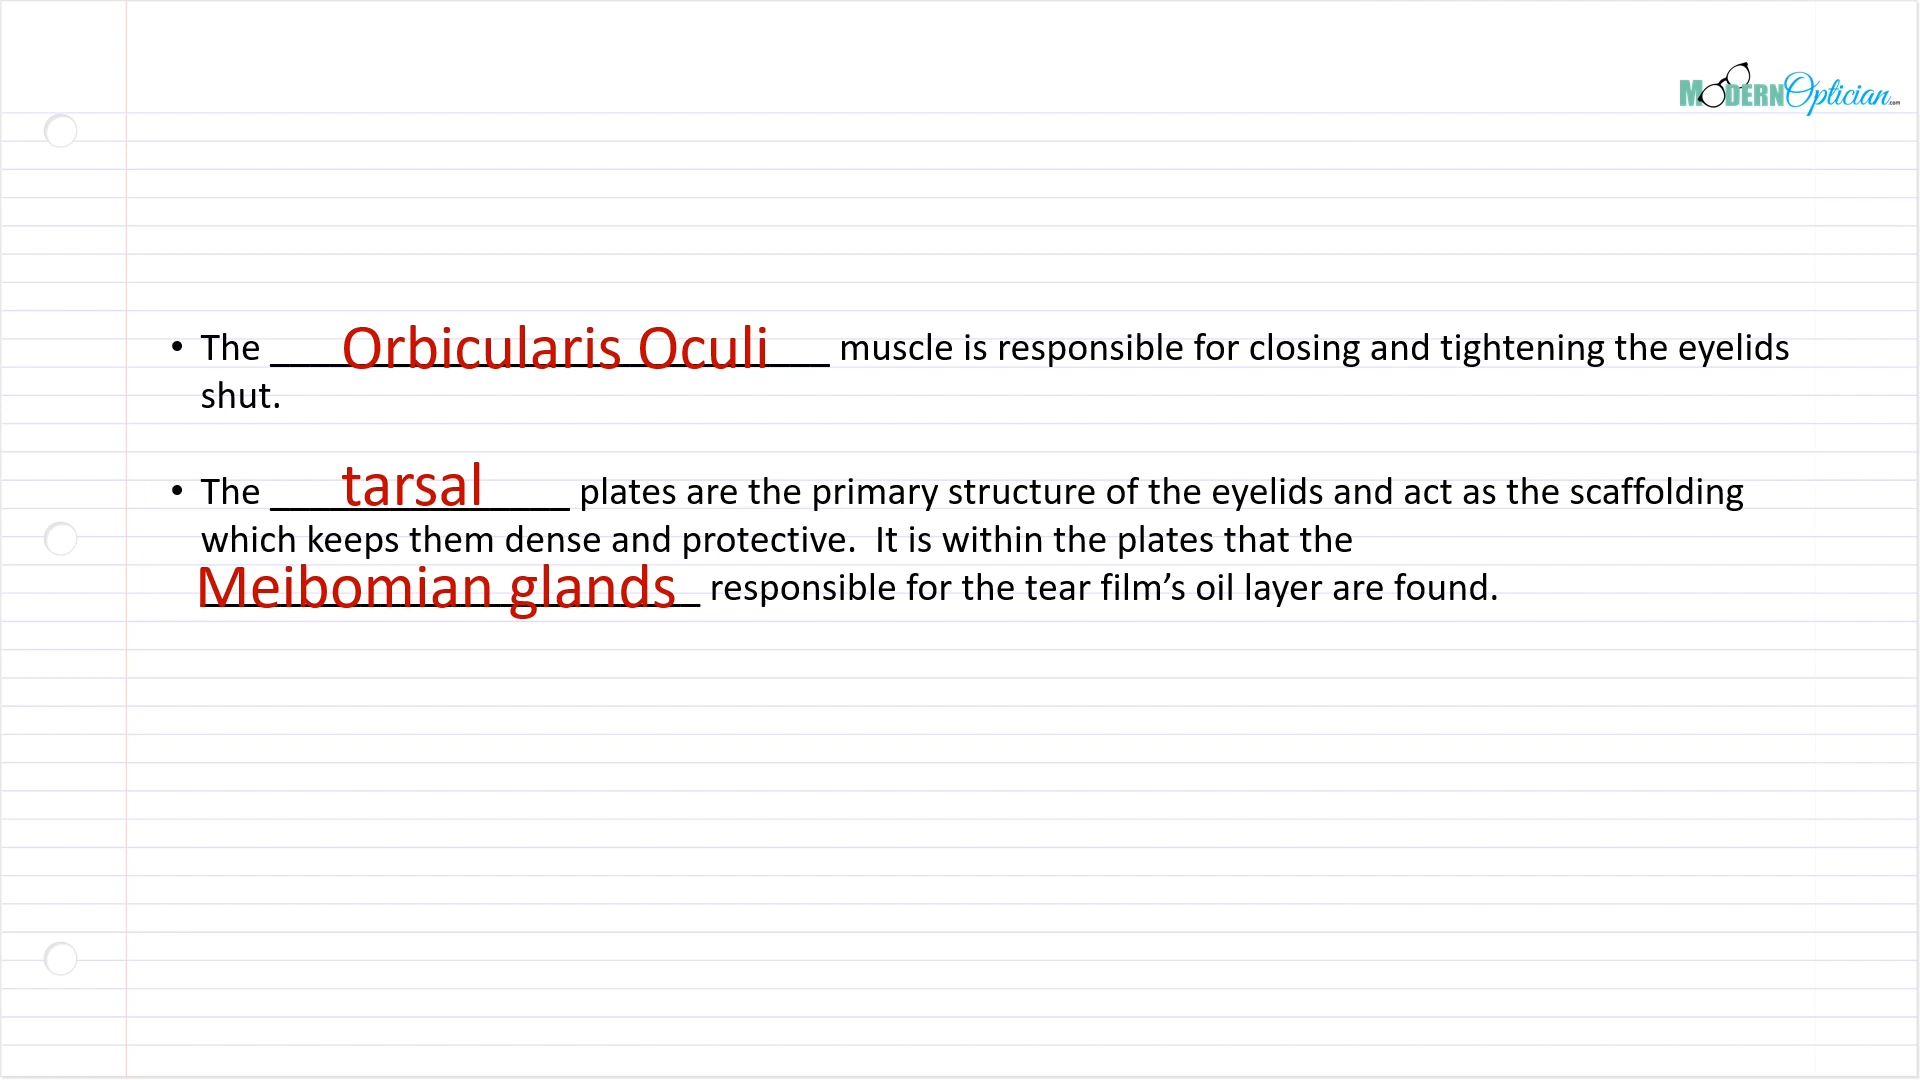 MODERNOptician.com
• The Orbicularis Oculi muscle is responsible for closing and tightening the eyelids
shut.
• The tarsal plates are the primary structure of the eyelids and act as the scaffolding
which keeps them dense and protective.  It is within the plates that the
Meibomian glands responsible for the tear film’s oil layer are found.